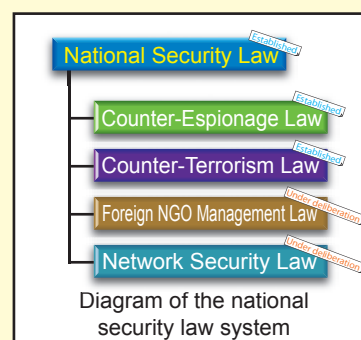 National Security Law
Established
Counter-Espionage Law
Established
Counter-Terrorism Law
Established
Foreign NGO Management Law
Under deliberation
Network Security Law
Under deliberation
Diagram of the national
security law system